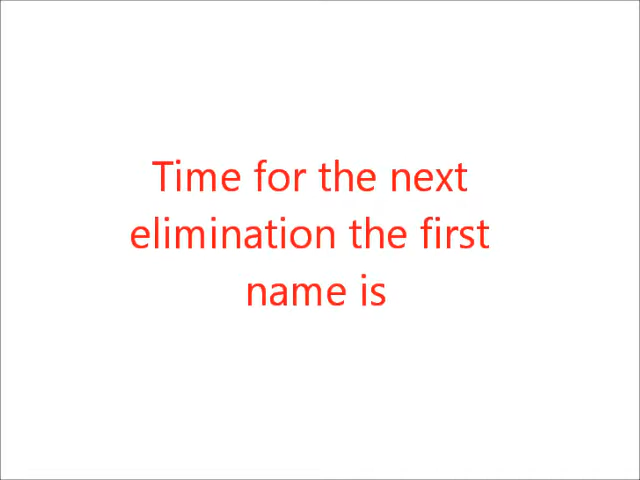 Time for the next
elimination the first
name is